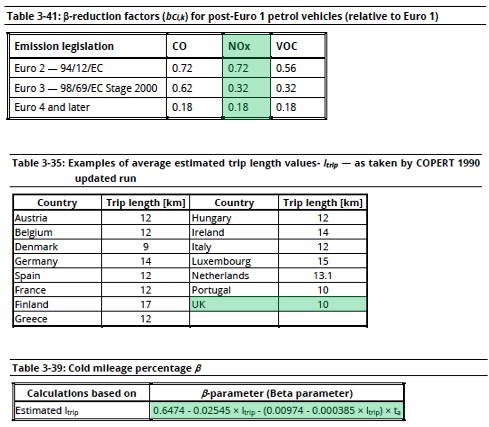 Table 3-41: β-reduction factors (bci,k) for post-Euro 1 petrol vehicles (relative to Euro 1)
Emission legislation CO NOx VOC
Euro 2 — 94/12/EC 0.72 0.72 0.56
Euro 3 — 98/69/EC Stage 2000 0.62 0.32 0.32
Euro 4 and later 0.18 0.18 0.18
Table 3-35: Examples of average estimated trip length values- ltrip — as taken by COPERT 1990
updated run
Country Trip length [km] Country Trip length [km]
Austria 12 Hungary 12
Belgium 12 Ireland 14
Denmark 9 Italy 12
Germany 14 Luxembourg 15
Spain 12 Netherlands 13.1
France 12 Portugal 10
Finland 17 UK 10
Greece 12
Table 3-39: Cold mileage percentage β
Calculations based on β-parameter (Beta parameter)
Estimated ltrip 0.6474 - 0.02545 × ltrip - (0.00974 - 0.000385 × ltrip) × ta